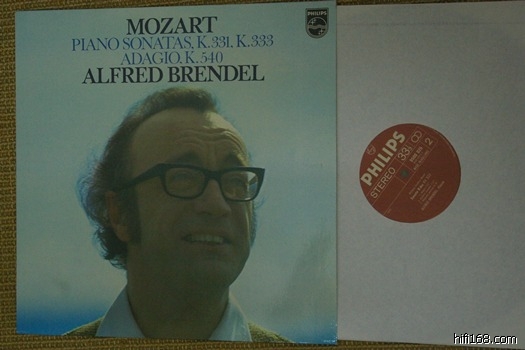 MOZART
PIANO SONATAS, K.331, K.333
ADAGIO, K.540
ALFRED BRENDEL
PHILIPS
PHILIPS
STEREO
33⅓
2
hifi168.com